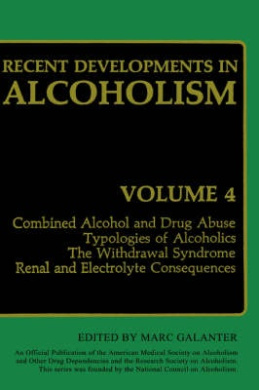 RECENT DEVELOPMENTS IN
ALCOHOLISM
VOLUME 4
Combined Alcohol and Drug Abuse
Typologies of Alcoholics
The Withdrawal Syndrome
Renal and Electrolyte Consequences
EDITED BY MARC GALANTER
An Official Publication of the American Medical Society on Alcoholism
and Other Drug Dependencies and the Research Society on Alcoholism.
This series was founded by the National Council on Alcoholism.